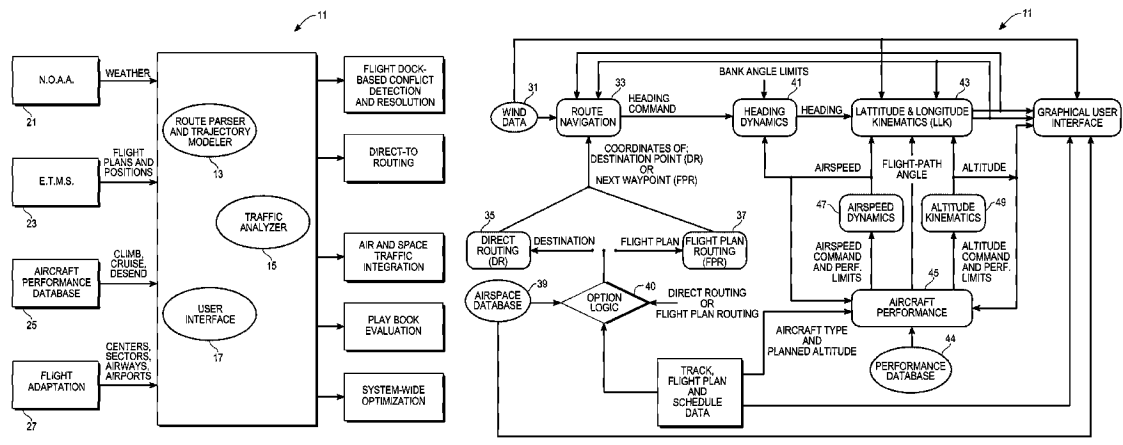 11
N.O.A.A.
21
WEATHER
E.T.M.S.
23
FLIGHT
PLANS AND
POSITIONS
AIRCRAFT
PERFORMANCE
DATABASE
25
CLIMB,
CRUISE,
DESEND
FLIGHT
ADAPTATION
27
CENTERS,
SECTORS,
AIRWAYS,
AIRPORTS
ROUTE PARSER
AND TRAJECTORY
MODELER
13
TRAFFIC
ANALYZER
15
USER
INTERFACE
17
FLIGHT DOCK-
BASED CONFLICT
DETECTION
AND RESOLUTION
DIRECT-TO
ROUTING
AIR AND SPACE
TRAFFIC
INTEGRATION
PLAY BOOK
EVALUATION
SYSTEM-WIDE
OPTIMIZATION
11
31
WIND
DATA
33
ROUTE
NAVIGATION
HEADING
COMMAND
BANK ANGLE LIMITS
41
HEADING
DYNAMICS
HEADING
43
LATTITUDE & LONGITUDE
KINEMATICS (LLK)
GRAPHICAL USER
INTERFACE
COORDINATES OF:
DESTINATION POINT (DR)
OR
NEXT WAYPOINT (FPR)
AIRSPEED
FLIGHT-PATH
ANGLE
ALTITUDE
47
AIRSPEED
DYNAMICS
ALTITUDE
KINEMATICS
49
35
DIRECT
ROUTING
(DR)
DESTINATION
FLIGHT PLAN
37
FLIGHT PLAN
ROUTING
(FPR)
AIRSPEED
COMMAND
AND PERF.
LIMITS
ALTITUDE
COMMAND
AND PERF.
LIMITS
45
AIRCRAFT
PERFORMANCE
AIRSPACE
DATABASE
39
OPTION
LOGIC
40
DIRECT ROUTING
OR
FLIGHT PLAN ROUTING
AIRCRAFT TYPE
AND
PLANNED ALTITUDE
44
PERFORMANCE
DATABASE
TRACK,
FLIGHT PLAN
AND
SCHEDULE
DATA